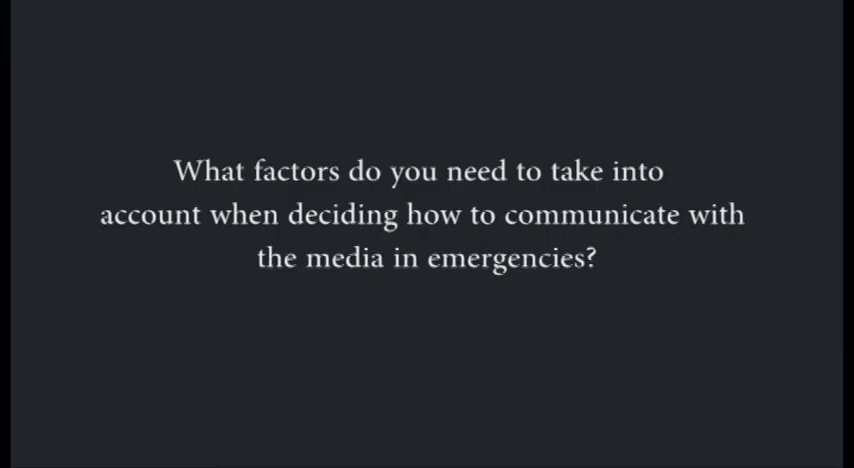 What factors do you need to take into
account when deciding how to communicate with
the media in emergencies?